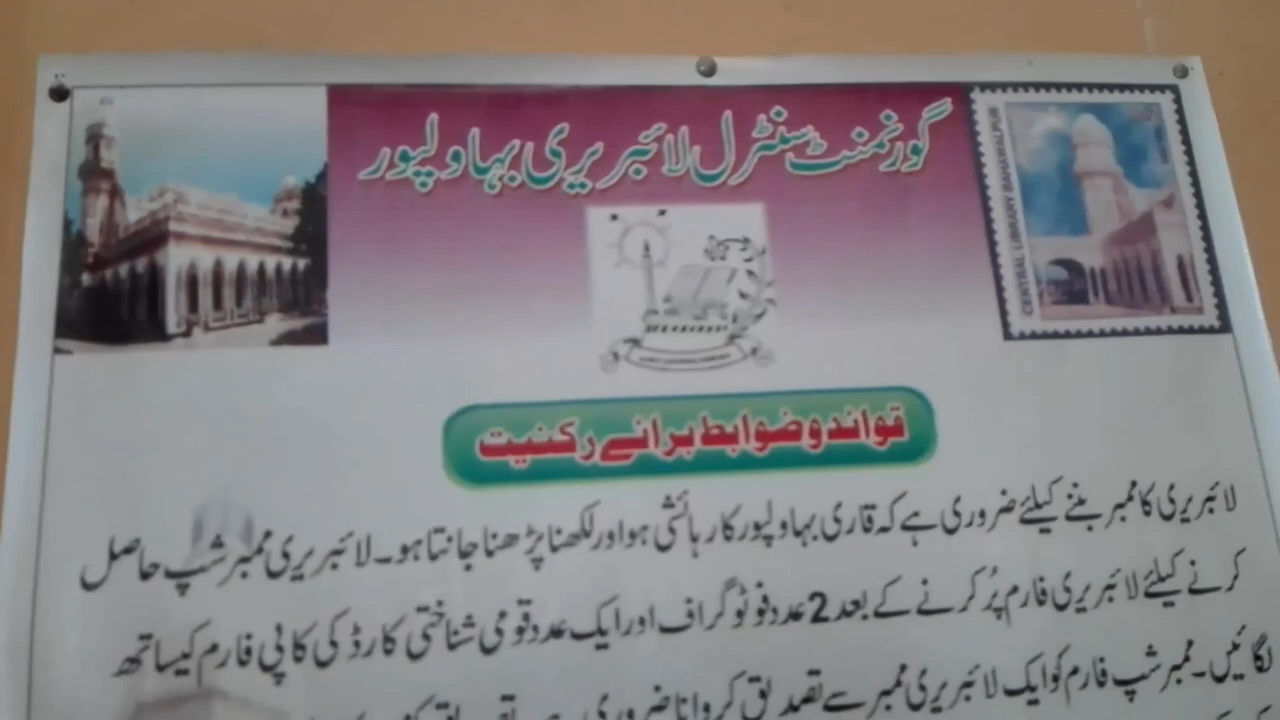 گورنمنٹ سنٹرل لائبریری بہاولپور
CENTRAL LIBRARY BAHAWALPUR
قوائد و ضوابط برائے رکنیت
لائبریری کا ممبر بننے کیلئے ضروری ہے کہ قاری بہاولپور کا رہائشی ہو اور لکھنا پڑھنا جانتا ہو۔ لائبریری ممبر شپ حاصل
کرنے کیلئے لائبریری فارم پُر کرنے کے بعد 2 عدد فوٹو گراف اور ایک عدد قومی شناختی کارڈ کی کاپی فارم کیساتھ
لگائیں۔ ممبر شپ فارم کو ایک لائبریری ممبر سے تصدیق کروانا ضروری